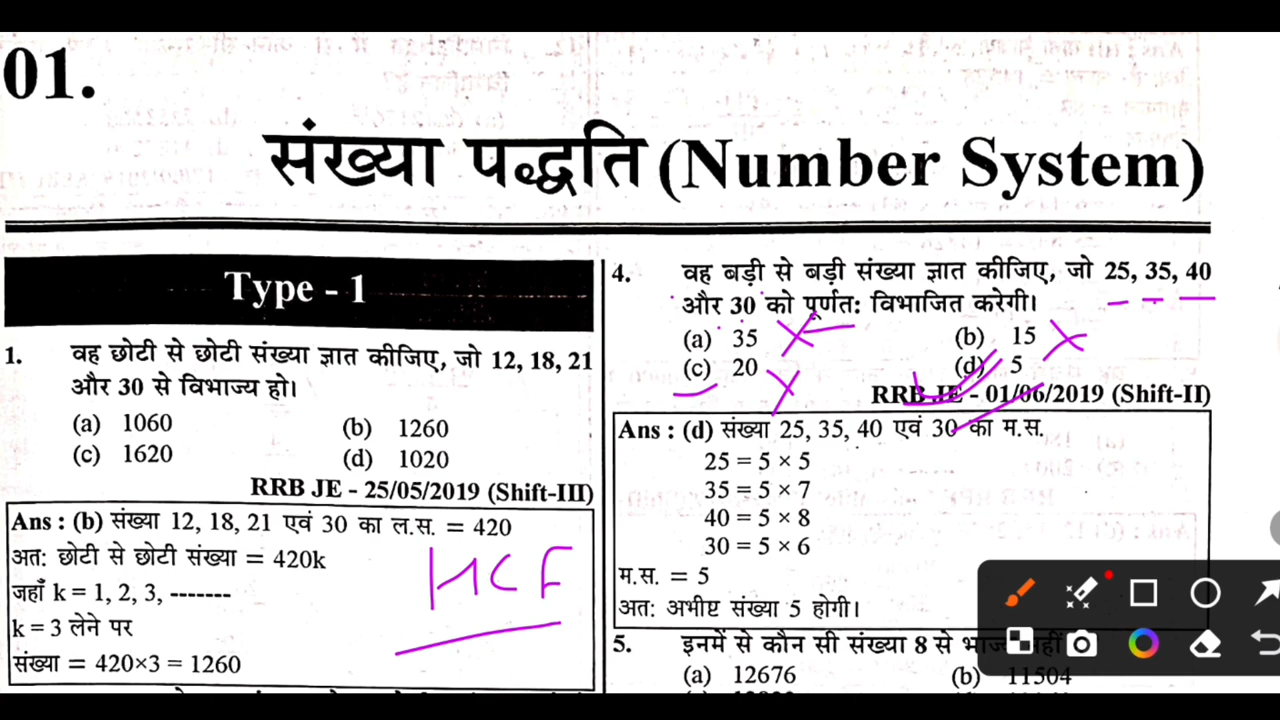 01.
संख्या पद्धति (Number System)
Type - 1
1. वह छोटी से छोटी संख्या ज्ञात कीजिए, जो 12, 18, 21
और 30 से विभाज्य हो।
(a) 1060 (b) 1260
(c) 1620 (d) 1020
RRB JE - 25/05/2019 (Shift-III)
Ans : (b) संख्या 12, 18, 21 एवं 30 का ल.स. = 420
अत: छोटी से छोटी संख्या = 420k
जहाँ k = 1, 2, 3, -------
k = 3 लेने पर
संख्या = 420×3 = 1260
HCF
4. वह बड़ी से बड़ी संख्या ज्ञात कीजिए, जो 25, 35, 40
और 30 को पूर्णत: विभाजित करेगी।
(a) 35 (b) 15
(c) 20 (d) 5
RRB JE - 01/06/2019 (Shift-II)
Ans : (d) संख्या 25, 35, 40 एवं 30 का म.स.
25 = 5 × 5
35 = 5 × 7
40 = 5 × 8
30 = 5 × 6
म.स. = 5
अत: अभीष्ट संख्या 5 होगी।
5. इनमें से कौन सी संख्या 8 से
(a) 12676 (b) 11504